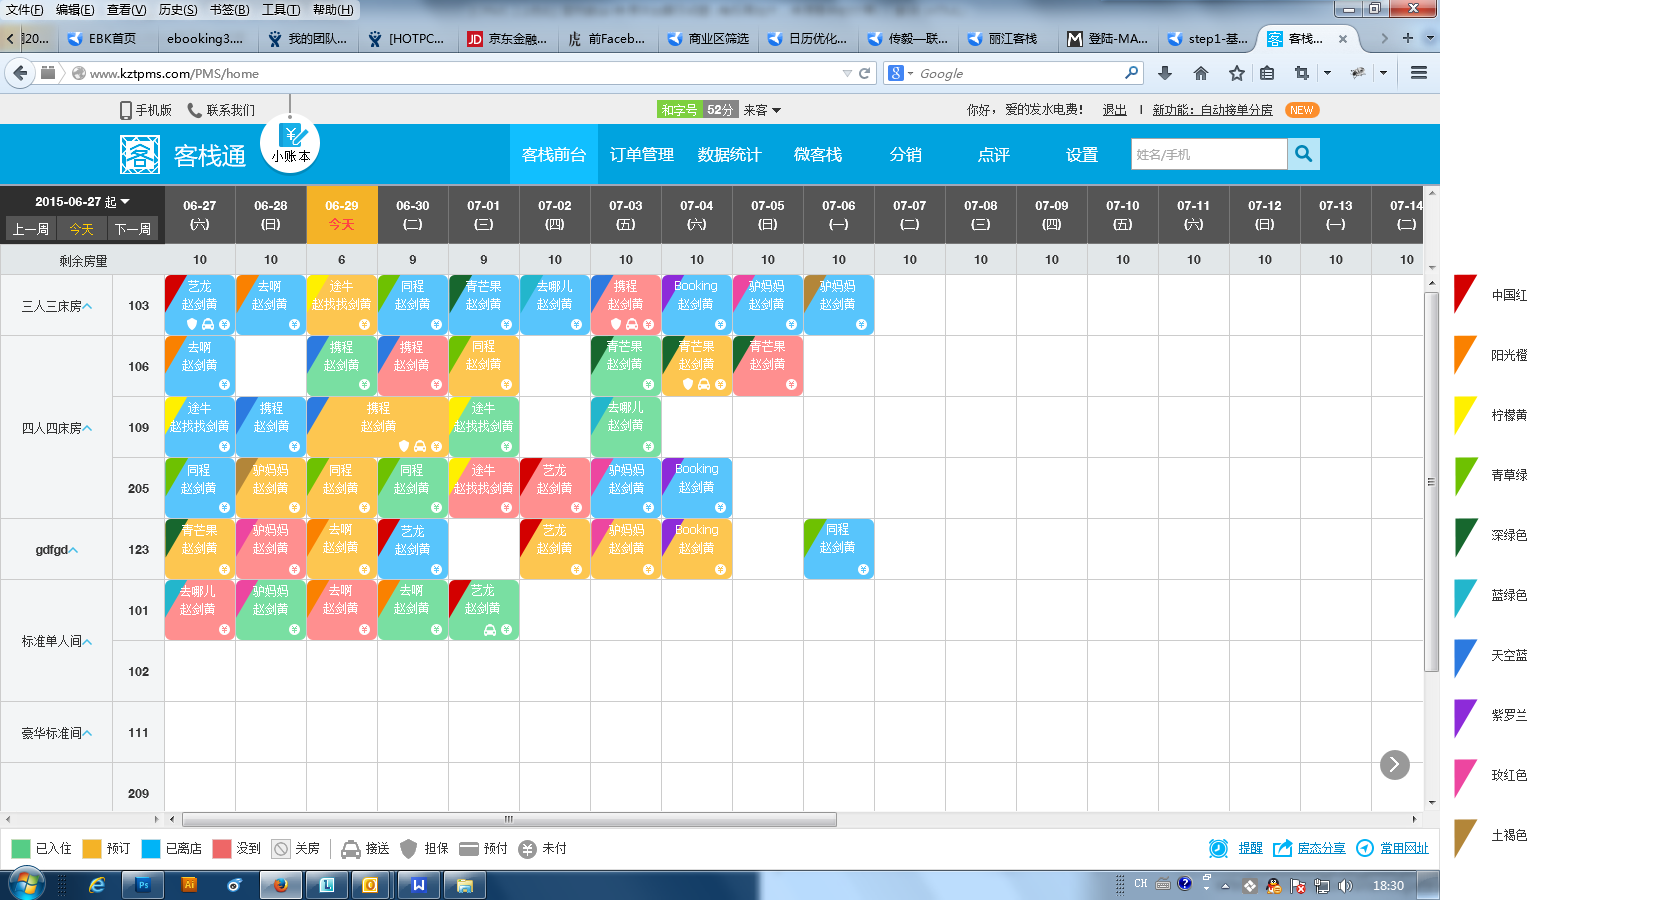 文件(F) 编辑(E) 查看(V) 历史(S) 书签(B) 工具(T) 帮助(H)
20... EBK首页 ebooking3.... 我的团队... [HOTPC... 京东金融... 前Faceb... 商业区筛选 日历优化... 传毅—联... 丽江客栈 登陆-MA... step1-基... 客栈...
www.kztpms.com/PMS/home Google
手机版 联系我们 和字号 52分 来客 你好，爱的发水电费！ 退出 | 新功能：自动接单分房 NEW
客栈通 小账本 客栈前台 订单管理 数据统计 微客栈 分销 点评 设置 姓名/手机
2015-06-27 起 06-27 06-28 06-29 06-30 07-01 07-02 07-03 07-04 07-05 07-06 07-07 07-08 07-09 07-10 07-11 07-12 07-13 07-14
上一周 今天 下一周 (六) (日) 今天 (二) (三) (四) (五) (六) (日) (一) (二) (三) (四) (五) (六) (日) (一) (二)
剩余房量 10 10 6 9 9 10 10 10 10 10 10 10 10 10 10 10 10 10
三人三床房 103
艺龙 去啊 途牛 同程 青芒果 去哪儿 携程 Booking 驴妈妈 驴妈妈
赵剑黄 赵剑黄 赵找找剑黄 赵剑黄 赵剑黄 赵剑黄 赵剑黄 赵剑黄 赵剑黄 赵剑黄
四人四床房
106
去啊 携程 携程 同程 青芒果 青芒果 青芒果
赵剑黄 赵剑黄 赵剑黄 赵剑黄 赵剑黄 赵剑黄 赵剑黄
109
途牛 携程 携程 途牛 去哪儿
赵找找剑黄 赵剑黄 赵剑黄 赵找找剑黄 赵剑黄
205
同程 驴妈妈 同程 同程 途牛 艺龙 驴妈妈 Booking
赵剑黄 赵剑黄 赵剑黄 赵剑黄 赵找找剑黄 赵剑黄 赵剑黄 赵剑黄
gdfgd 123
青芒果 驴妈妈 去啊 艺龙 艺龙 驴妈妈 Booking 同程
赵剑黄 赵剑黄 赵剑黄 赵剑黄 赵剑黄 赵剑黄 赵剑黄 赵剑黄
标准单人间
101
去哪儿 驴妈妈 去啊 去啊 艺龙
赵剑黄 赵剑黄 赵剑黄 赵剑黄 赵剑黄
102
豪华标准间 111
209
已入住 预订 已离店 没到 关房 接送 担保 预付 未付 提醒 房态分享 常用网址
CH 18:30
中国红
阳光橙
柠檬黄
青草绿
深绿色
蓝绿色
天空蓝
紫罗兰
玫红色
土褐色